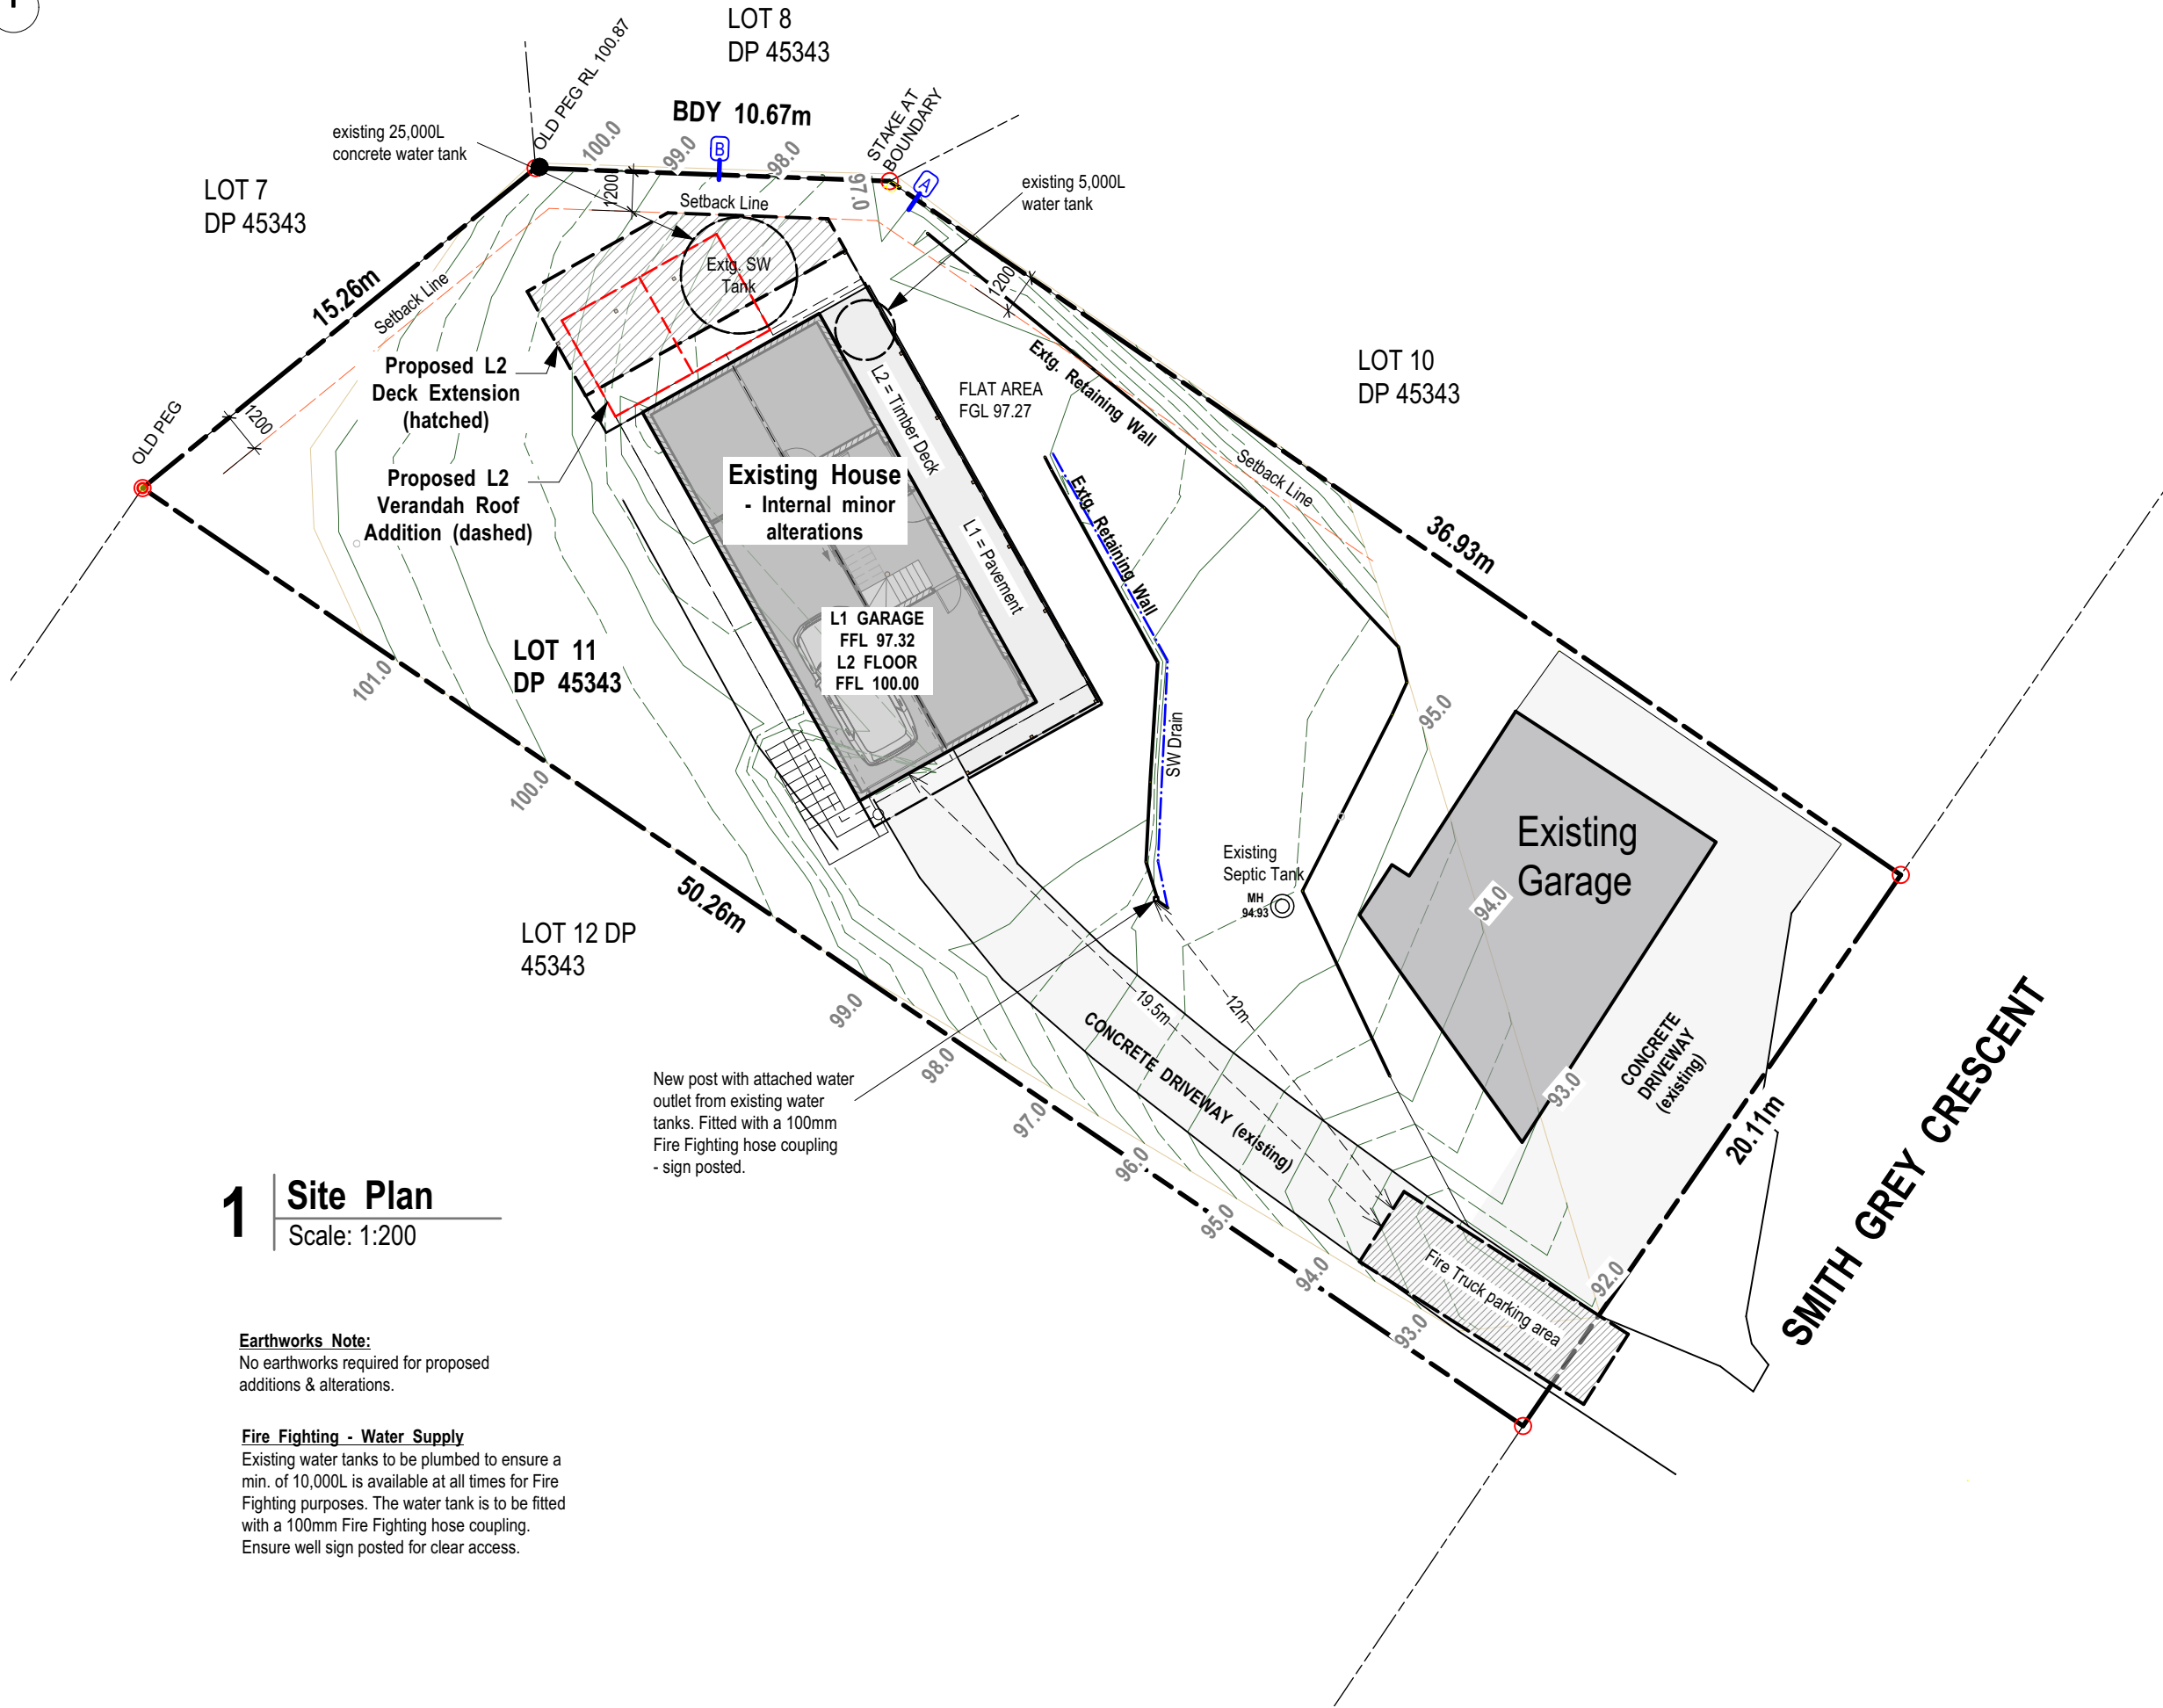 LOT 8
DP 45343
OLD PEG RL 100.87
BDY 10.67m
STAKE AT
BOUNDARY
existing 25,000L
concrete water tank
100.0
99.0
B
98.0
97.0
A
LOT 7
DP 45343
1200
Setback Line
existing 5,000L
water tank
15.26m
Setback Line
Extg. SW
Tank
1200
Proposed L2
Deck Extension
(hatched)
Extg. Retaining Wall
LOT 10
DP 45343
L2 = Timber Deck
FLAT AREA
FGL 97.27
OLD PEG
1200
Proposed L2
Verandah Roof
Addition (dashed)
Existing House
- Internal minor
alterations
Extg. Retaining Wall
Setback Line
36.93m
L1 = Pavement
L1 GARAGE
FFL 97.32
L2 FLOOR
FFL 100.00
LOT 11
DP 45343
101.0
95.0
SW Drain
100.0
Existing
Garage
Existing
Septic Tank
MH
94.93
94.0
50.26m
LOT 12 DP
45343
99.0
19.5m
12m
CONCRETE DRIVEWAY (existing)
CONCRETE
DRIVEWAY
(existing)
98.0
93.0
New post with attached water
outlet from existing water
tanks. Fitted with a 100mm
Fire Fighting hose coupling
- sign posted.
97.0
96.0
20.11m
SMITH GREY CRESCENT
95.0
94.0
93.0
92.0
Fire Truck parking area
1
Site Plan
Scale: 1:200
Earthworks Note:
No earthworks required for proposed
additions & alterations.
Fire Fighting - Water Supply
Existing water tanks to be plumbed to ensure a
min. of 10,000L is available at all times for Fire
Fighting purposes. The water tank is to be fitted
with a 100mm Fire Fighting hose coupling.
Ensure well sign posted for clear access.